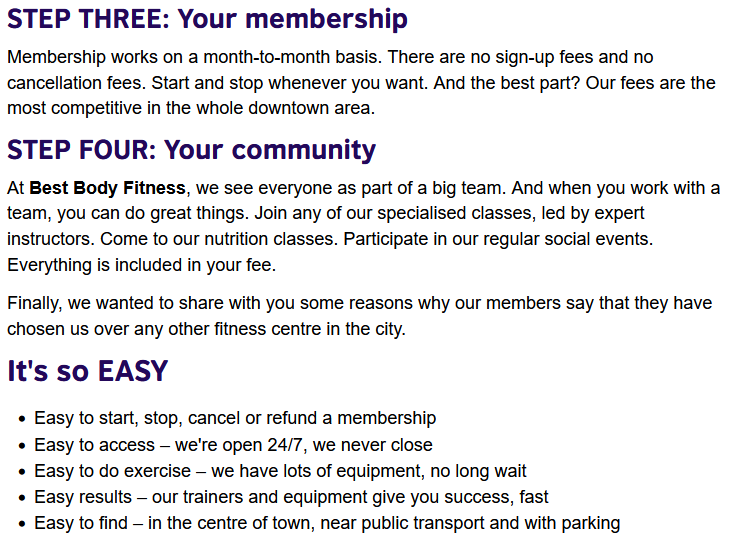 STEP THREE: Your membership
Membership works on a month-to-month basis. There are no sign-up fees and no
cancellation fees. Start and stop whenever you want. And the best part? Our fees are the
most competitive in the whole downtown area.
STEP FOUR: Your community
At Best Body Fitness, we see everyone as part of a big team. And when you work with a
team, you can do great things. Join any of our specialised classes, led by expert
instructors. Come to our nutrition classes. Participate in our regular social events.
Everything is included in your fee.
Finally, we wanted to share with you some reasons why our members say that they have
chosen us over any other fitness centre in the city.
It's so EASY
• Easy to start, stop, cancel or refund a membership
• Easy to access – we're open 24/7, we never close
• Easy to do exercise – we have lots of equipment, no long wait
• Easy results – our trainers and equipment give you success, fast
• Easy to find – in the centre of town, near public transport and with parking